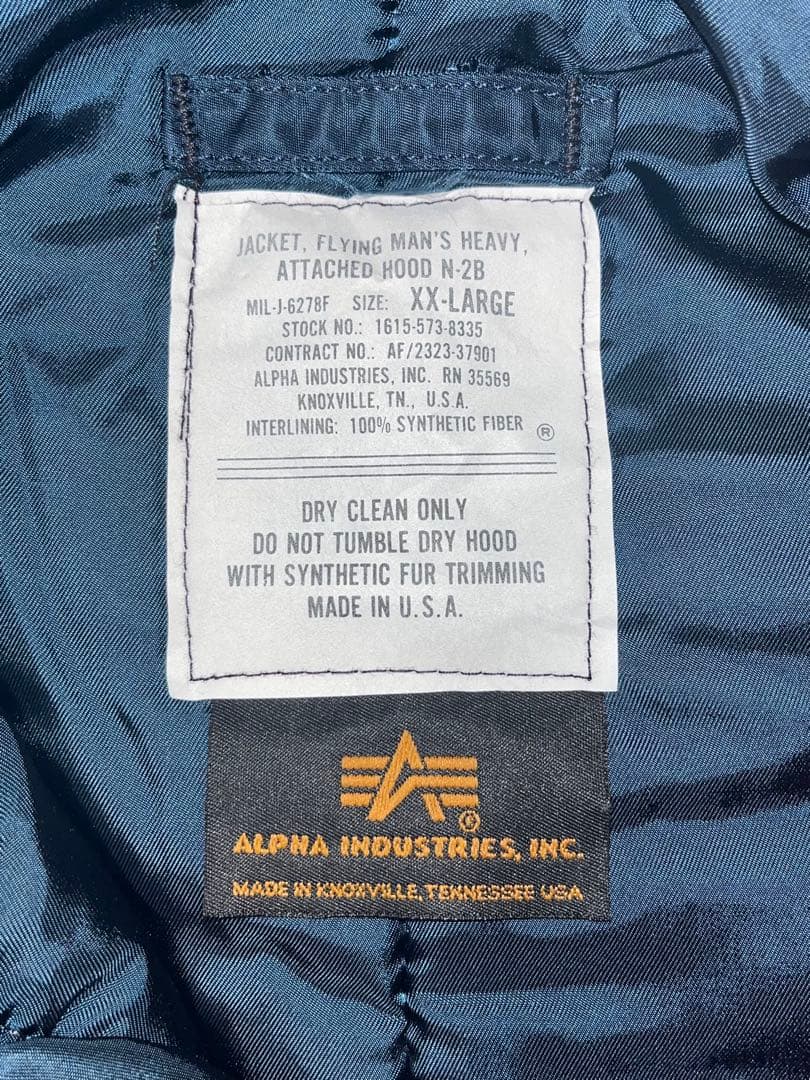 JACKET, FLYING MAN'S HEAVY,
ATTACHED HOOD N-2B
MIL-J-6278F SIZE: XX-LARGE
STOCK NO.: 1615-573-8335
CONTRACT NO.: AF/2323-37901
ALPHA INDUSTRIES, INC. RN 35569
KNOXVILLE, TN., U.S.A.
INTERLINING: 100% SYNTHETIC FIBER ®
DRY CLEAN ONLY
DO NOT TUMBLE DRY HOOD
WITH SYNTHETIC FUR TRIMMING
MADE IN U.S.A.
®
ALPHA INDUSTRIES, INC.
MADE IN KNOXVILLE, TENNESSEE USA